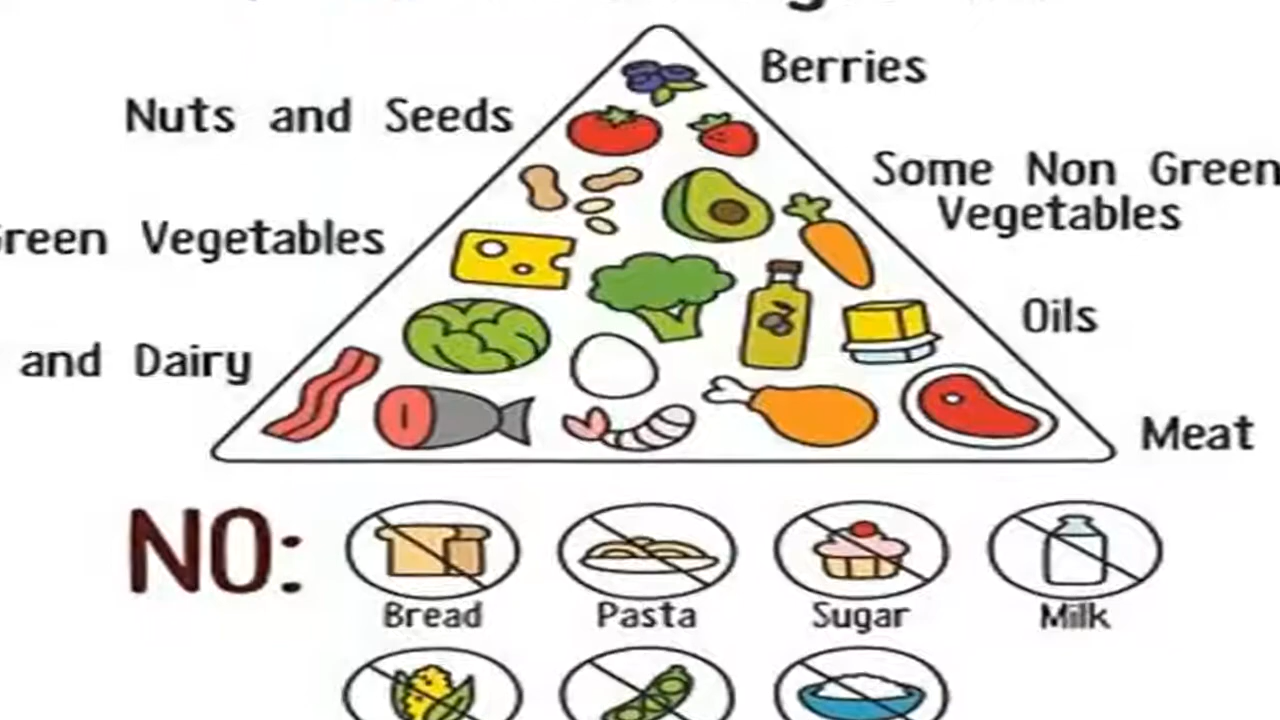 Berries
Nuts and Seeds
Some Non Green
Vegetables
Green Vegetables
Oils
and Dairy
Meat
NO:
Bread
Pasta
Sugar
Milk